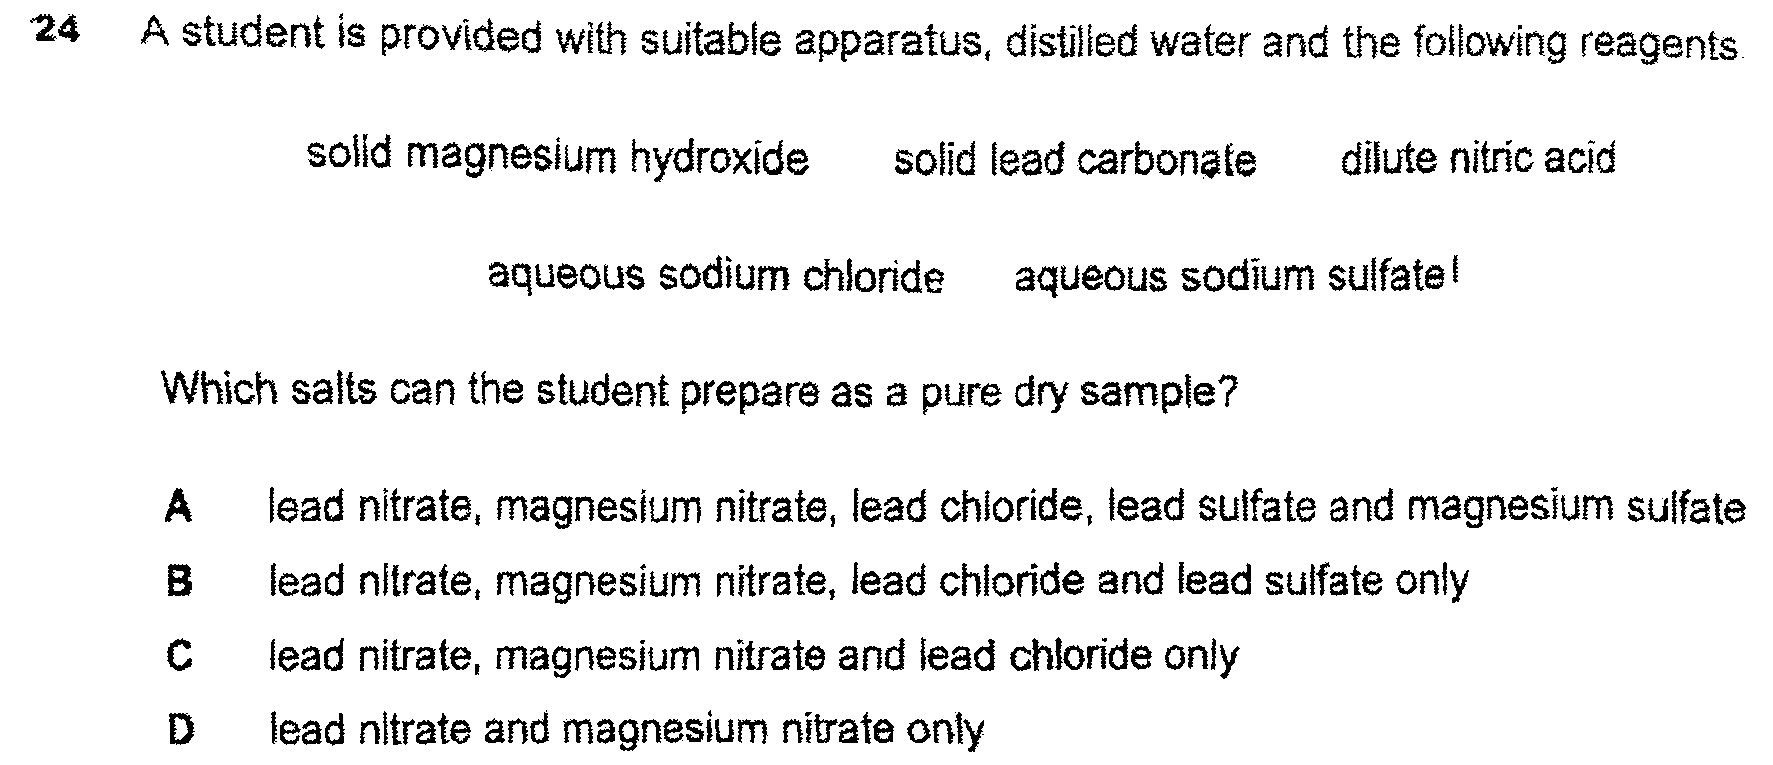 24 A student is provided with suitable apparatus, distilled water and the following reagents.
solid magnesium hydroxide solid lead carbonate dilute nitric acid
aqueous sodium chloride aqueous sodium sulfate
Which salts can the student prepare as a pure dry sample?
A lead nitrate, magnesium nitrate, lead chloride, lead sulfate and magnesium sulfate
B lead nitrate, magnesium nitrate, lead chloride and lead sulfate only
C lead nitrate, magnesium nitrate and lead chloride only
D lead nitrate and magnesium nitrate only